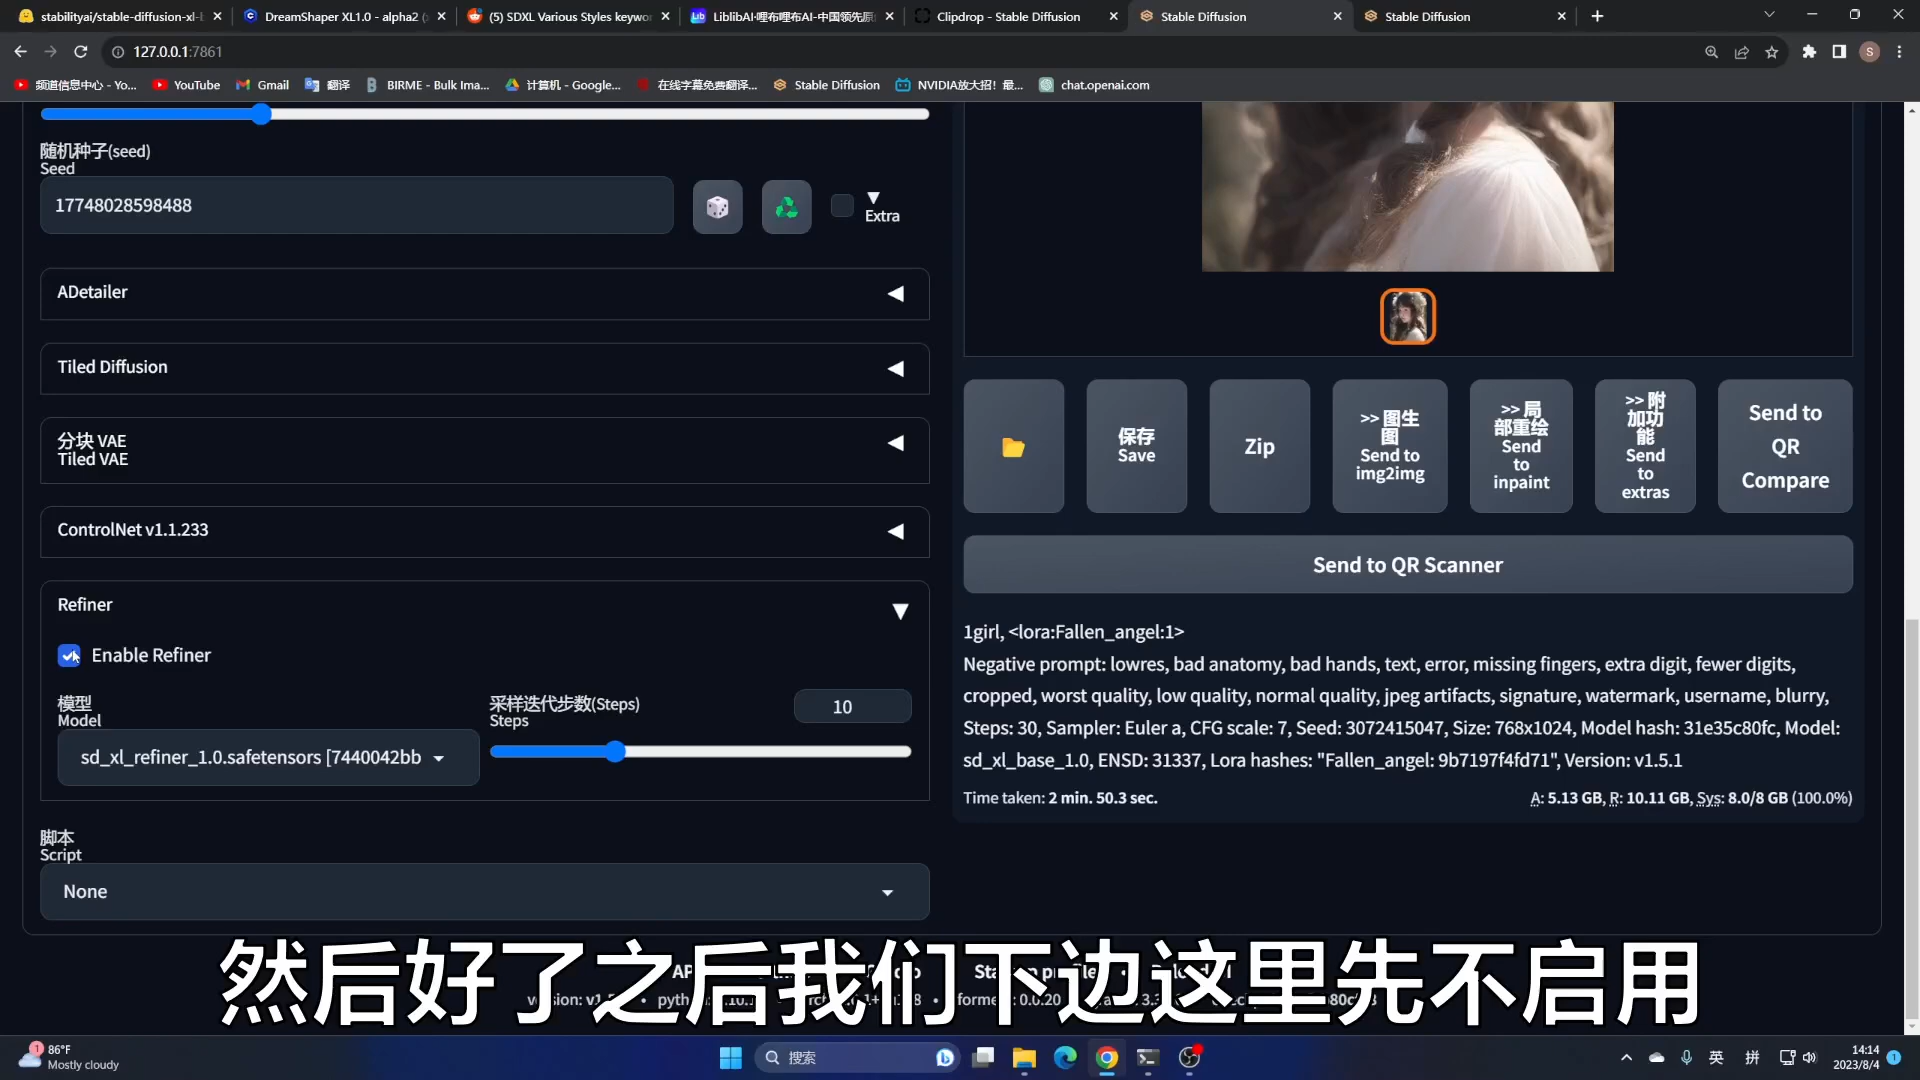 stabilityai/stable-diffusion-xl-b
DreamShaper XL1.0 - alpha2 (x
(5) SDXL Various Styles keywo
LiblibAI·哩布哩布AI-中国领先原
Clipdrop - Stable Diffusion
Stable Diffusion
Stable Diffusion
127.0.0.1:7861
频道信息中心 - Yo...
YouTube
Gmail
翻译
BIRME - Bulk Ima...
计算机 - Google...
在线字幕免费翻译...
Stable Diffusion
NVIDIA放大招！最...
chat.openai.com
随机种子(seed)
Seed
17748028598488
Extra
ADetailer
Tiled Diffusion
分块 VAE
Tiled VAE
ControlNet v1.1.233
Refiner
Enable Refiner
模型
Model
sd_xl_refiner_1.0.safetensors [7440042bb
采样迭代步数(Steps)
Steps
10
脚本
Script
None
保存
Save
Zip
>> 图生
图
Send to
img2img
>> 局
部重绘
Send
to
inpaint
>> 附
加功
能
Send
to
extras
Send to
QR
Compare
Send to QR Scanner
1girl, <lora:Fallen_angel:1>
Negative prompt: lowres, bad anatomy, bad hands, text, error, missing fingers, extra digit, fewer digits,
cropped, worst quality, low quality, normal quality, jpeg artifacts, signature, watermark, username, blurry,
Steps: 30, Sampler: Euler a, CFG scale: 7, Seed: 3072415047, Size: 768x1024, Model hash: 31e35c80fc, Model:
sd_xl_base_1.0, ENSD: 31337, Lora hashes: "Fallen_angel: 9b7197f4fd71", Version: v1.5.1
Time taken: 2 min. 50.3 sec.
A: 5.13 GB, R: 10.11 GB, Sys: 8.0/8 GB (100.0%)
然后好了之后我们下边这里先不启用
86°F
Mostly cloudy
搜索
英
拼
14:14
2023/8/4